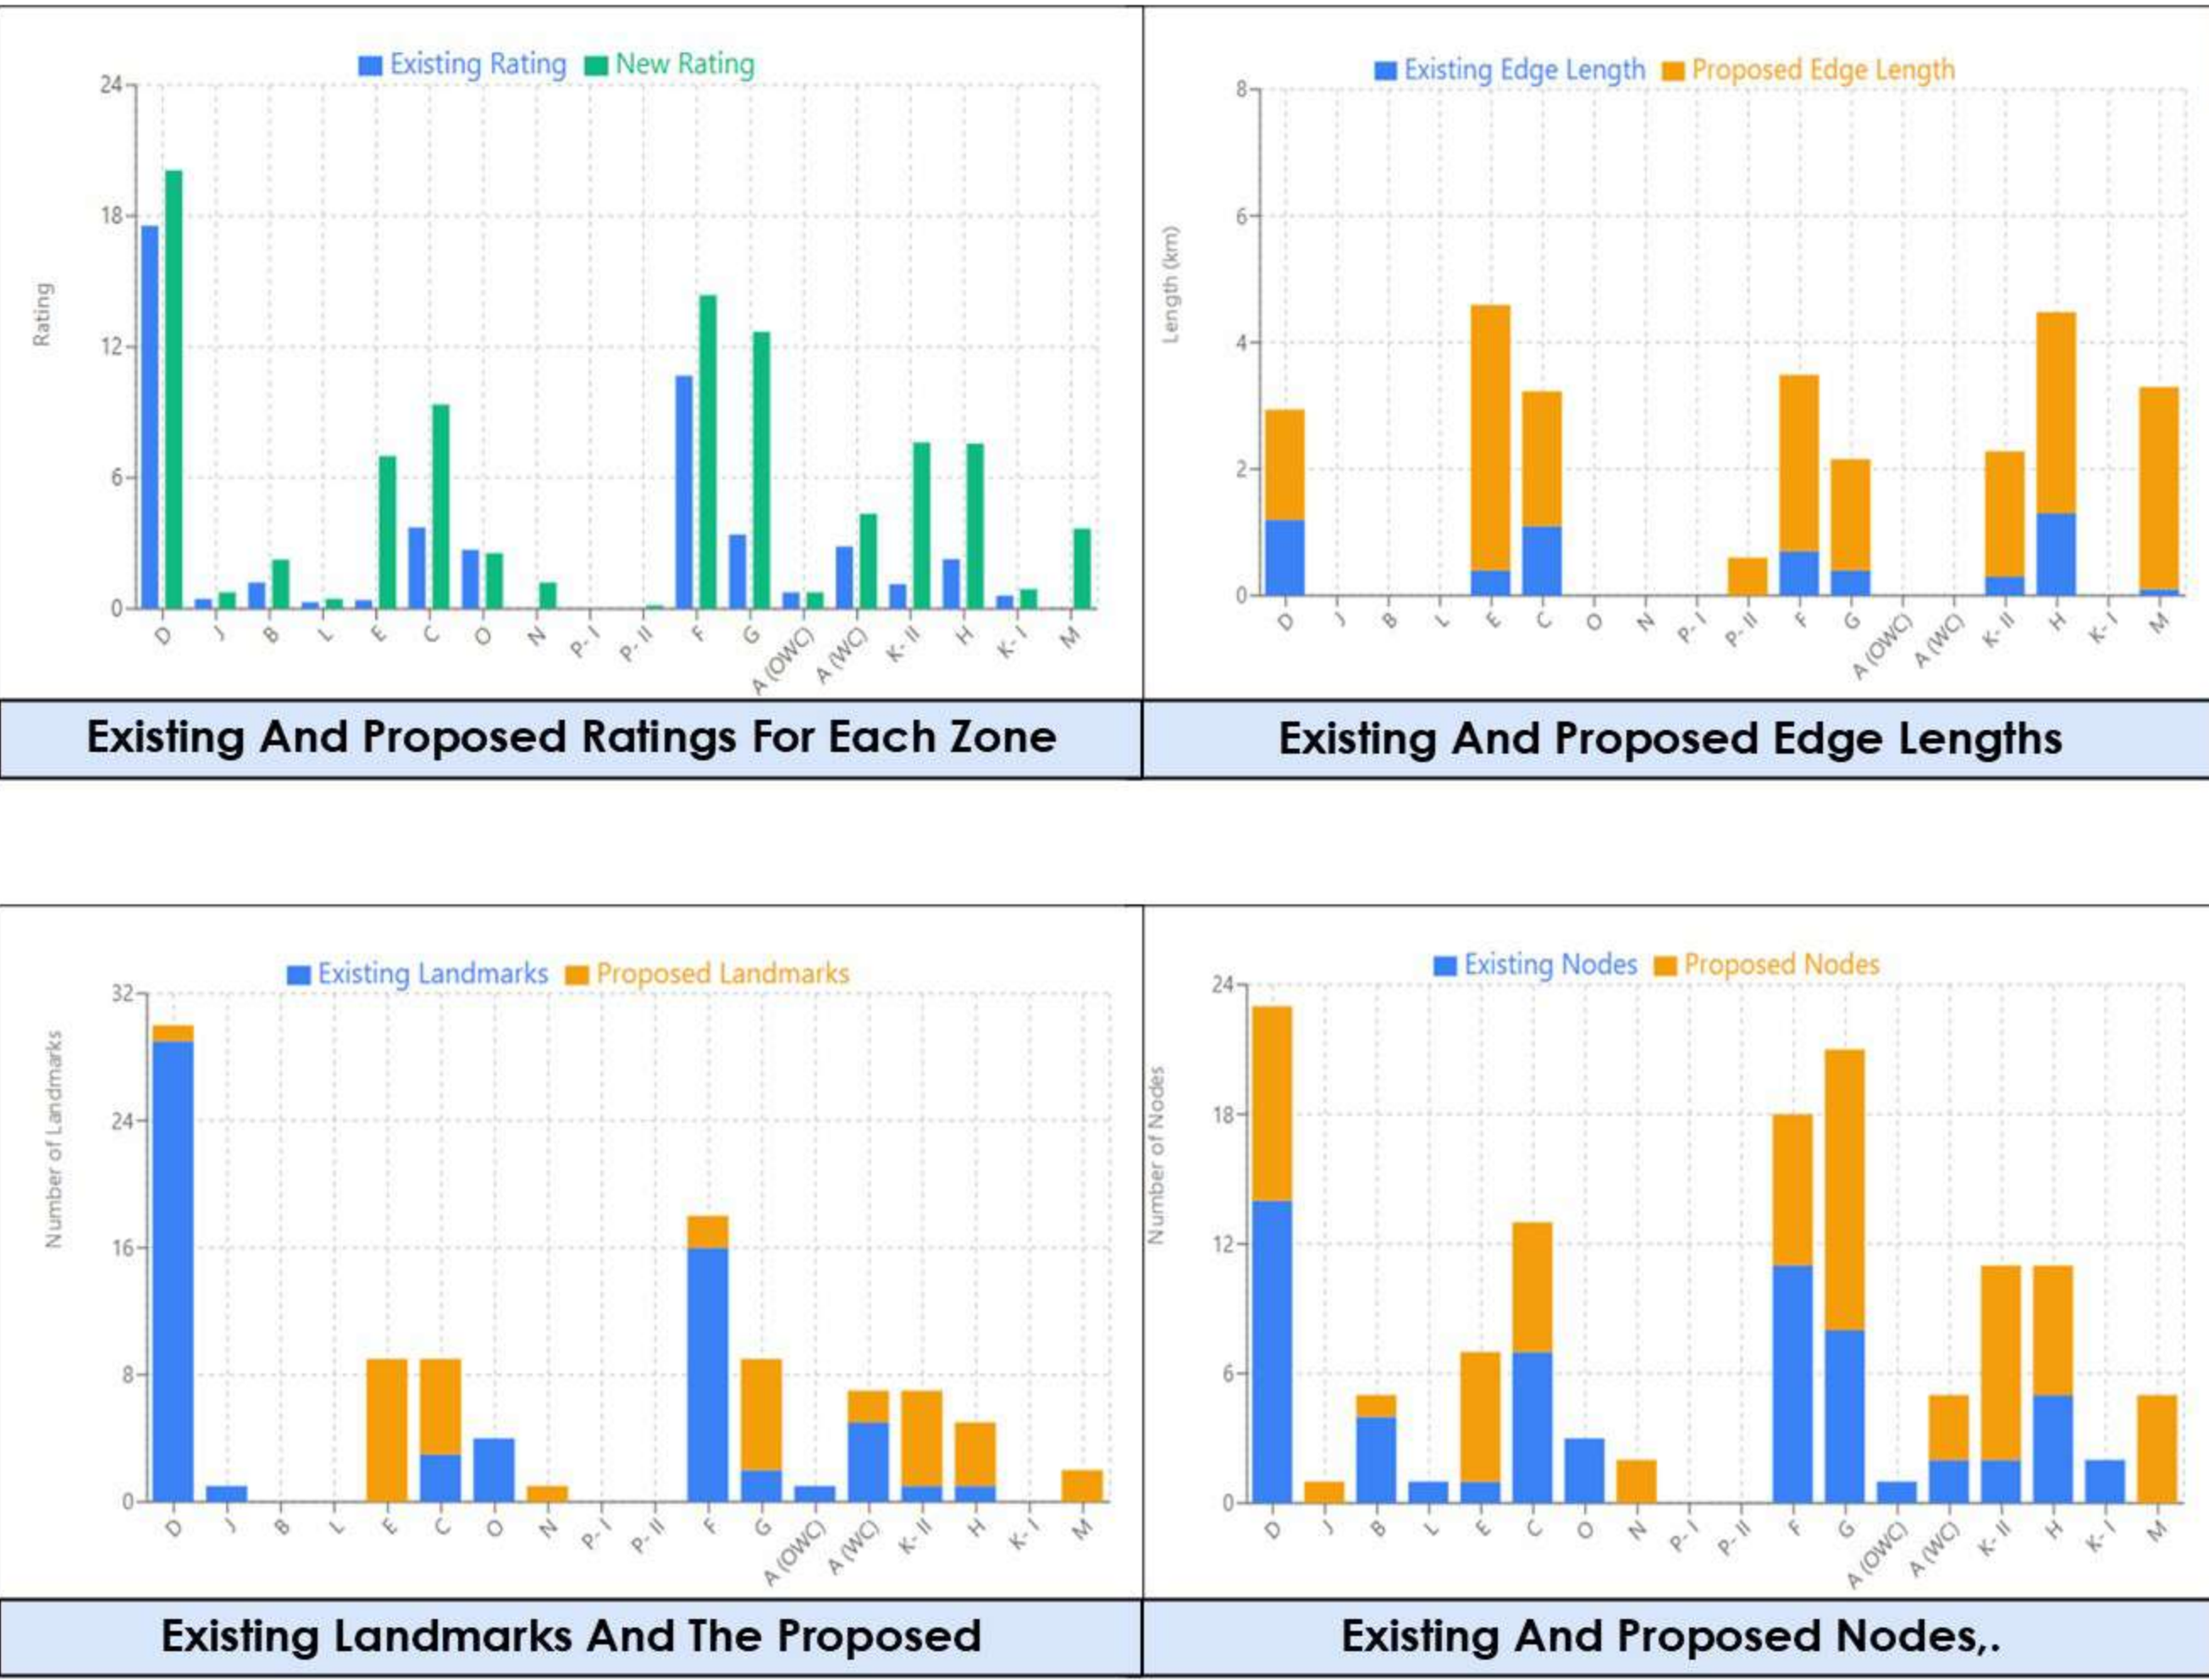 Existing Rating New Rating
24
18
12
6
0
Rating
D J B L E C O N P- I P- II F G A (OWC) A (WC) K- II H K- I M
Existing And Proposed Ratings For Each Zone
Existing Edge Length Proposed Edge Length
8
6
4
2
0
Length (km)
D J B L E C O N P- I P- II F G A (OWC) A (WC) K- II H K- I M
Existing And Proposed Edge Lengths
Existing Landmarks Proposed Landmarks
32
24
16
8
0
Number of Landmarks
D J B L E C O N P- I P- II F G A (OWC) A (WC) K- II H K- I M
Existing Landmarks And The Proposed
Existing Nodes Proposed Nodes
24
18
12
6
0
Number of Nodes
D J B L E C O N P- I P- II F G A (OWC) A (WC) K- II H K- I M
Existing And Proposed Nodes,.